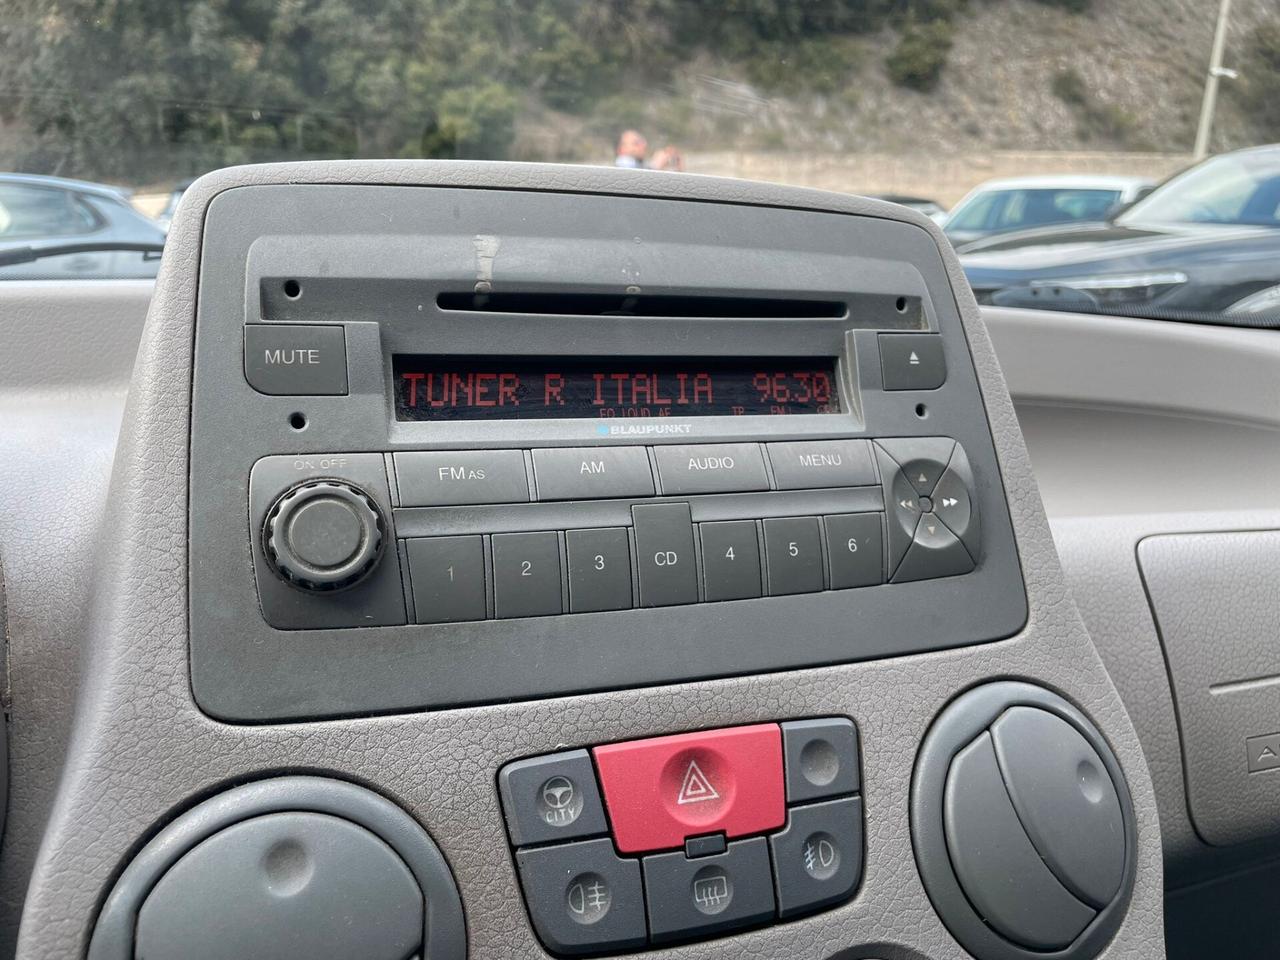 MUTE
TUNER R ITALIA 96.30
EQ LOUD AF TP FM
BLAUPUNKT
ON OFF
FM AS AM AUDIO MENU
1 2 3 CD 4 5 6
CITY